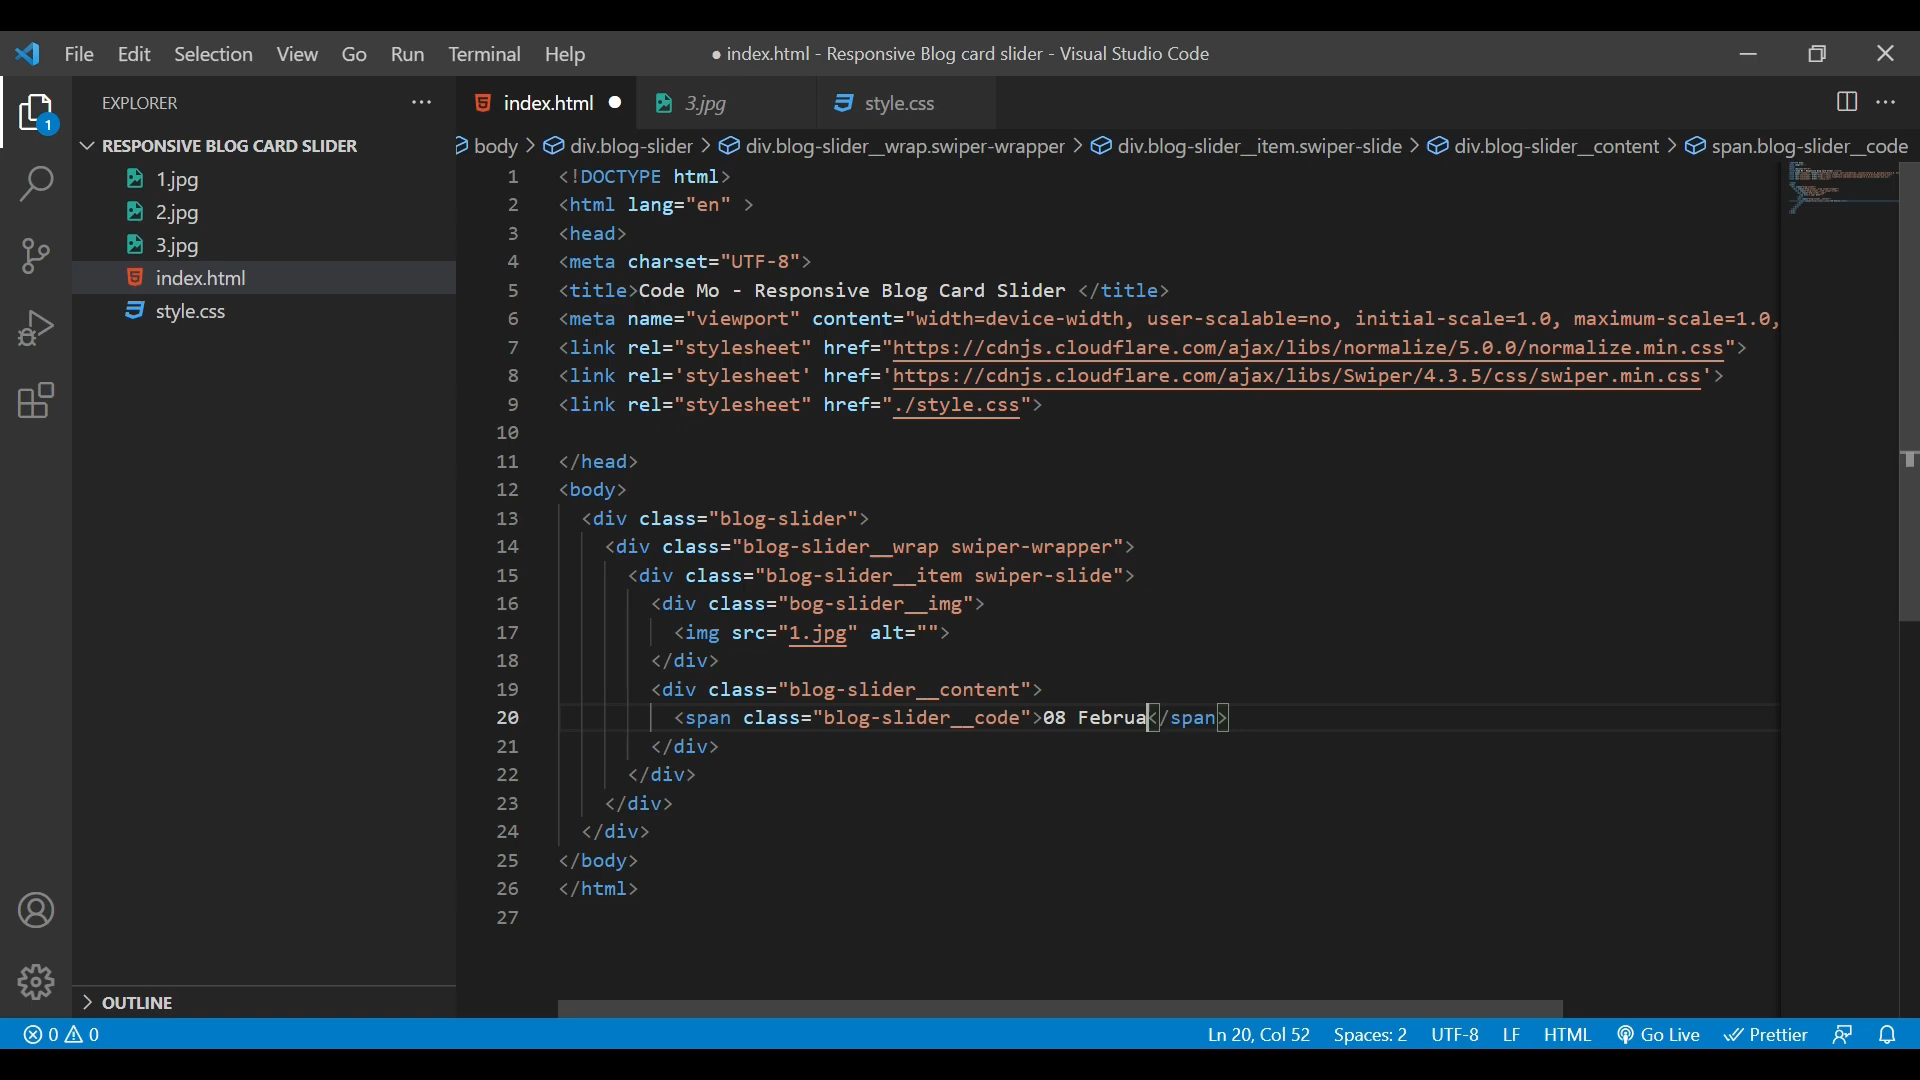 File Edit Selection View Go Run Terminal Help
● index.html - Responsive Blog card slider - Visual Studio Code
EXPLORER
index.html
3.jpg
style.css
RESPONSIVE BLOG CARD SLIDER
1.jpg
2.jpg
3.jpg
index.html
style.css
1
body > div.blog-slider > div.blog-slider__wrap.swiper-wrapper > div.blog-slider__item.swiper-slide > div.blog-slider__content > span.blog-slider__code
1 <!DOCTYPE html>
2 <html lang="en" >
3 <head>
4 <meta charset="UTF-8">
5 <title>Code Mo - Responsive Blog Card Slider </title>
6 <meta name="viewport" content="width=device-width, user-scalable=no, initial-scale=1.0, maximum-scale=1.0,
7 <link rel="stylesheet" href="https://cdnjs.cloudflare.com/ajax/libs/normalize/5.0.0/normalize.min.css">
8 <link rel='stylesheet' href='https://cdnjs.cloudflare.com/ajax/libs/Swiper/4.3.5/css/swiper.min.css'>
9 <link rel="stylesheet" href="./style.css">
10
11 </head>
12 <body>
13 <div class="blog-slider">
14 <div class="blog-slider__wrap swiper-wrapper">
15 <div class="blog-slider__item swiper-slide">
16 <div class="bog-slider__img">
17 <img src="1.jpg" alt="">
18 </div>
19 <div class="blog-slider__content">
20 <span class="blog-slider__code">08 Februa</span>
21 </div>
22 </div>
23 </div>
24 </div>
25 </body>
26 </html>
27
OUTLINE
0 0
Ln 20, Col 52 Spaces: 2 UTF-8 LF HTML Go Live Prettier